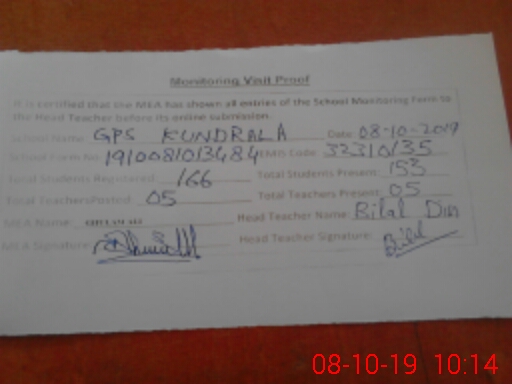 Monitoring Visit Proof
It is certified that the MEA has shown all entries of the School Monitoring Form to
the Head Teacher before its online submission.
School Name GPS KUNDRALA Date 08-10-2019
School Form No 1910081013484 EMIS Code: 32310135
Total Students Registered: 166 Total Students Present: 153
Total TeachersPosted 05 Total Teachers Present: 05
MEA Name: Head Teacher Name: Bilal Din
MEA Signature: Head Teacher Signature: Bilal
08-10-19 10:14